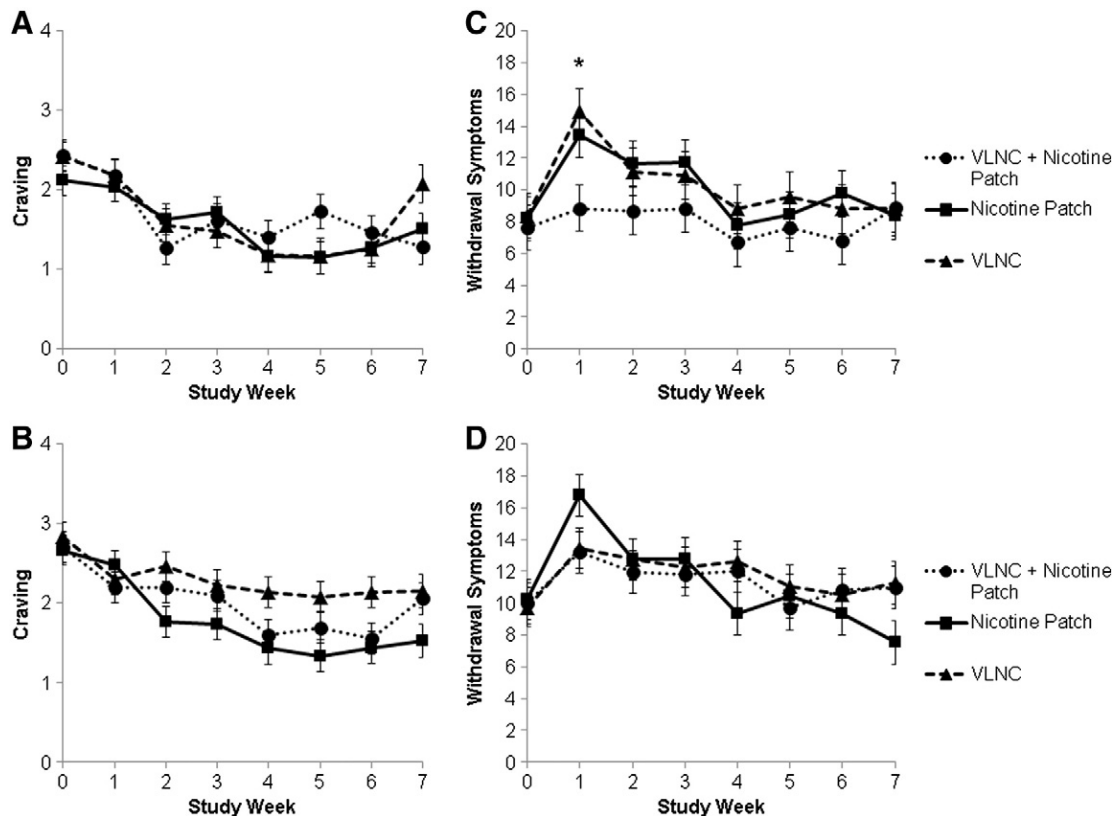 A
4
3
2
1
0
Craving
0 1 2 3 4 5 6 7
Study Week
C
20
18
16
14
12
10
8
6
4
2
0
Withdrawal Symptoms
*
0 1 2 3 4 5 6 7
Study Week
VLNC + Nicotine
Patch
Nicotine Patch
VLNC
B
4
3
2
1
0
Craving
0 1 2 3 4 5 6 7
Study Week
D
20
18
16
14
12
10
8
6
4
2
0
Withdrawal Symptoms
0 1 2 3 4 5 6 7
Study Week
VLNC + Nicotine
Patch
Nicotine Patch
VLNC